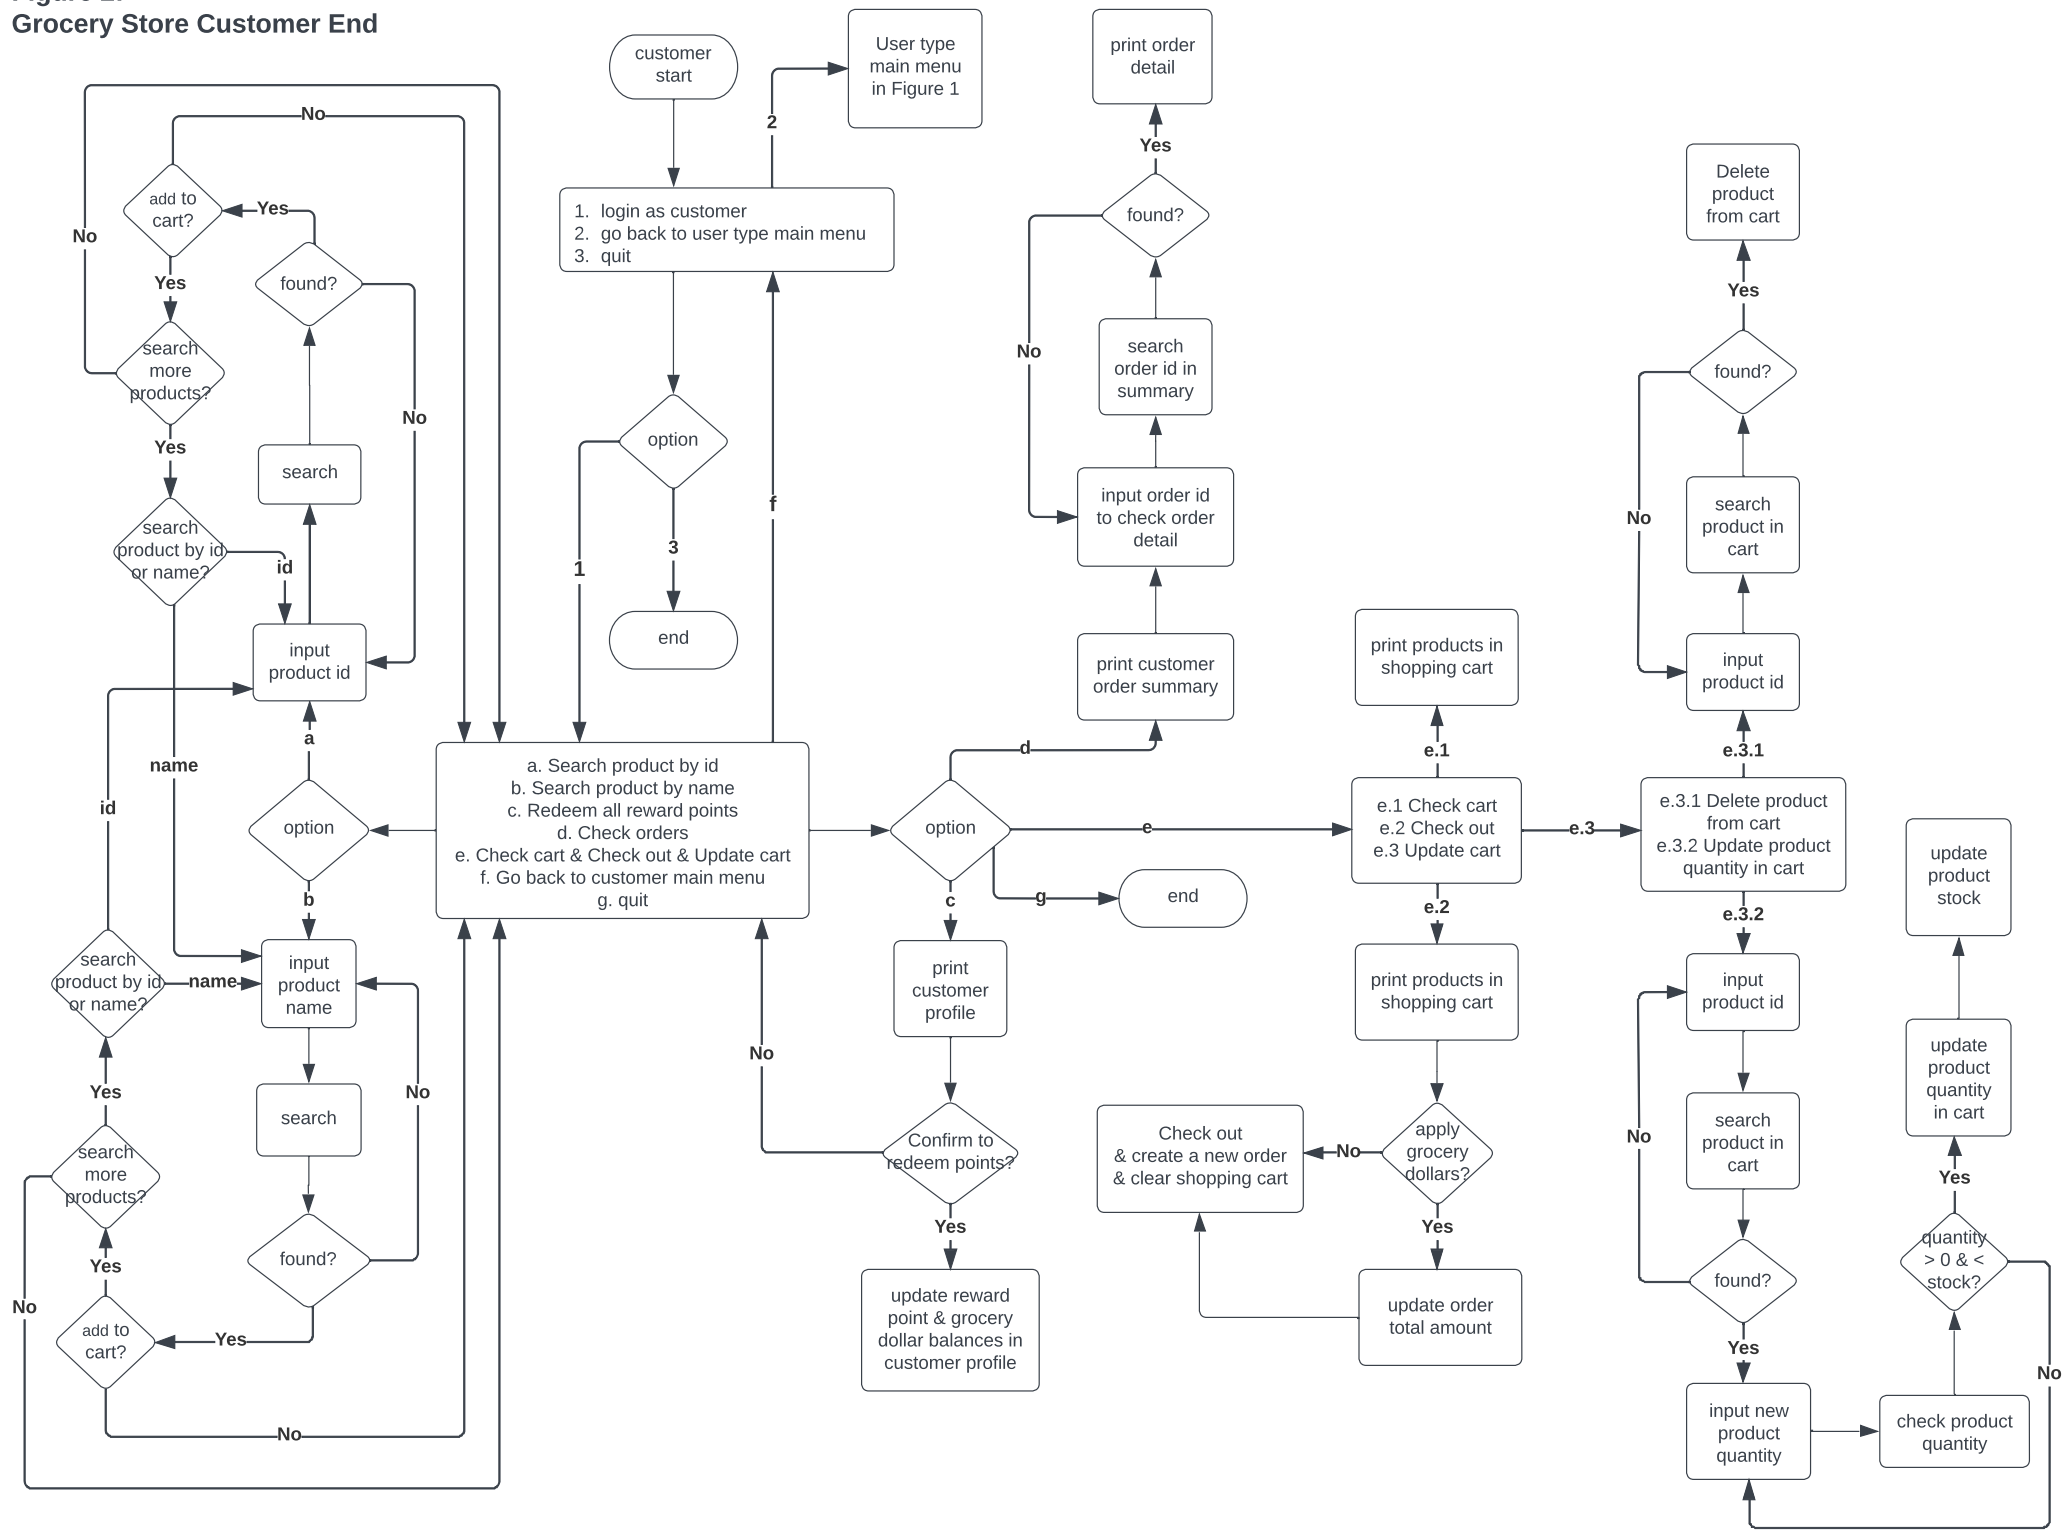 Grocery Store Customer End
customer
start
User type
main menu
in Figure 1
print order
detail
No
2
Yes
Delete
product
from cart
add to
cart?
Yes
found?
1. login as customer
2. go back to user type main menu
3. quit
found?
No
Yes
found?
Yes
search
more
products?
No
search
order id in
summary
found?
Yes
No
option
search
input order id
to check order
detail
f
search
product in
cart
No
search
product by id
or name?
id
1
3
end
input
product id
print customer
order summary
print products in
shopping cart
input
product id
a
name
id
option
b
a. Search product by id
b. Search product by name
c. Redeem all reward points
d. Check orders
e. Check cart & Check out & Update cart
f. Go back to customer main menu
g. quit
d
option
e
g
end
c
e.1
e.1 Check cart
e.2 Check out
e.3 Update cart
e.2
e.3
e.3.1
e.3.1 Delete product
from cart
e.3.2 Update product
quantity in cart
e.3.2
update
product
stock
search
product by id
or name?
name
input
product
name
print
customer
profile
print products in
shopping cart
input
product id
update
product
quantity
in cart
Yes
No
search
No
Confirm to
redeem points?
Check out
& create a new order
& clear shopping cart
No
apply
grocery
dollars?
No
search
product in
cart
Yes
search
more
products?
Yes
Yes
Yes
quantity
> 0 & <
stock?
found?
found?
No
Yes
add to
cart?
update reward
point & grocery
dollar balances in
customer profile
update order
total amount
Yes
No
No
input new
product
quantity
check product
quantity